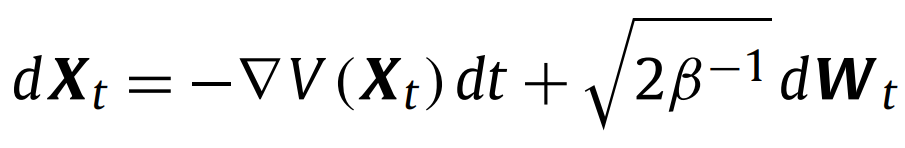 d𝑿ₜ = −∇V(𝑿ₜ) dt + √(2β⁻¹) d𝑾ₜ